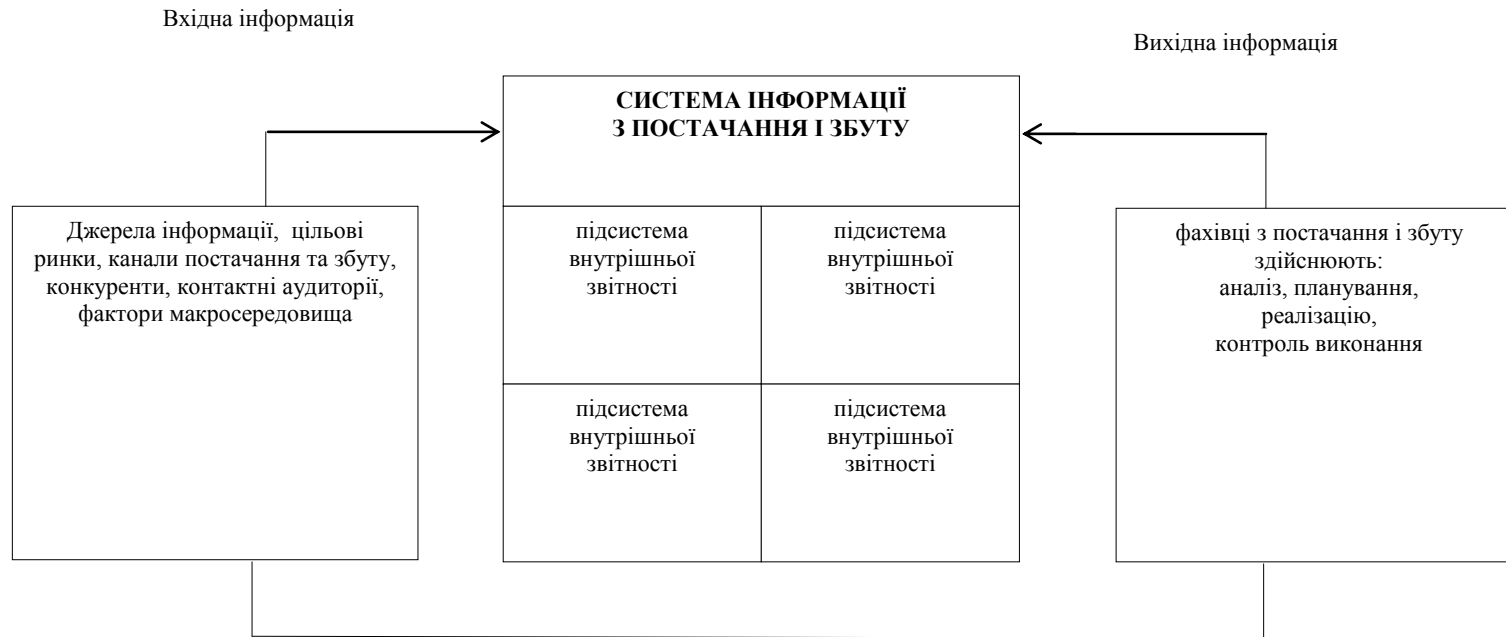 Вхідна інформація
Вихідна інформація
СИСТЕМА ІНФОРМАЦІЇ
З ПОСТАЧАННЯ І ЗБУТУ
Джерела інформації, цільові
ринки, канали постачання та збуту,
конкуренти, контактні аудиторії,
фактори макросередовища
підсистема
внутрішньої
звітності
підсистема
внутрішньої
звітності
фахівці з постачання і збуту
здійснюють:
аналіз, планування,
реалізацію,
контроль виконання
підсистема
внутрішньої
звітності
підсистема
внутрішньої
звітності